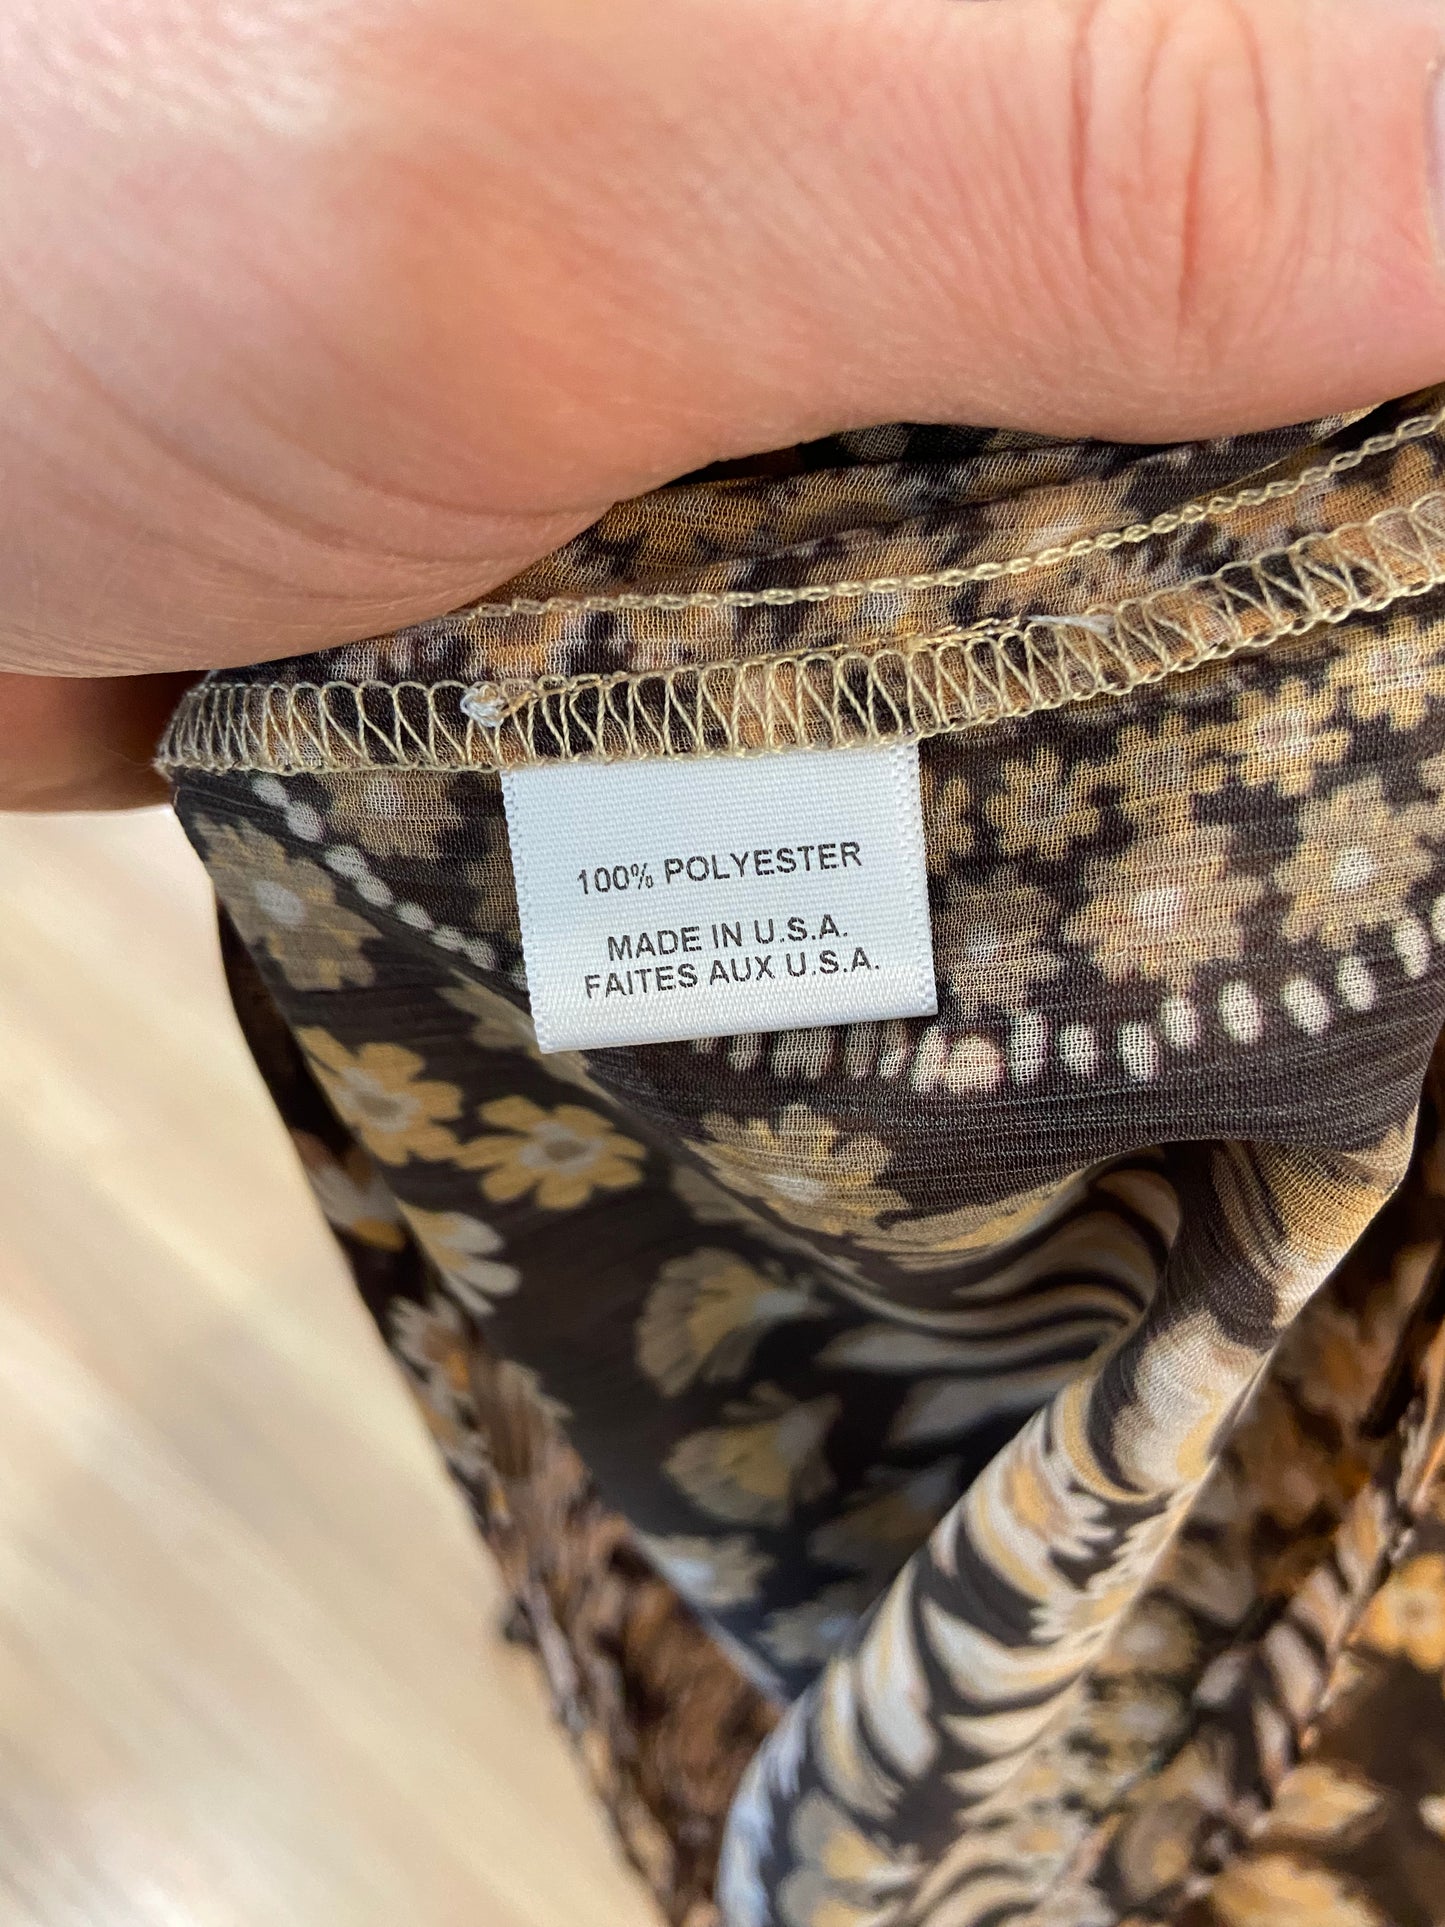 100% POLYESTER
MADE IN U.S.A.
FAITES AUX U.S.A.